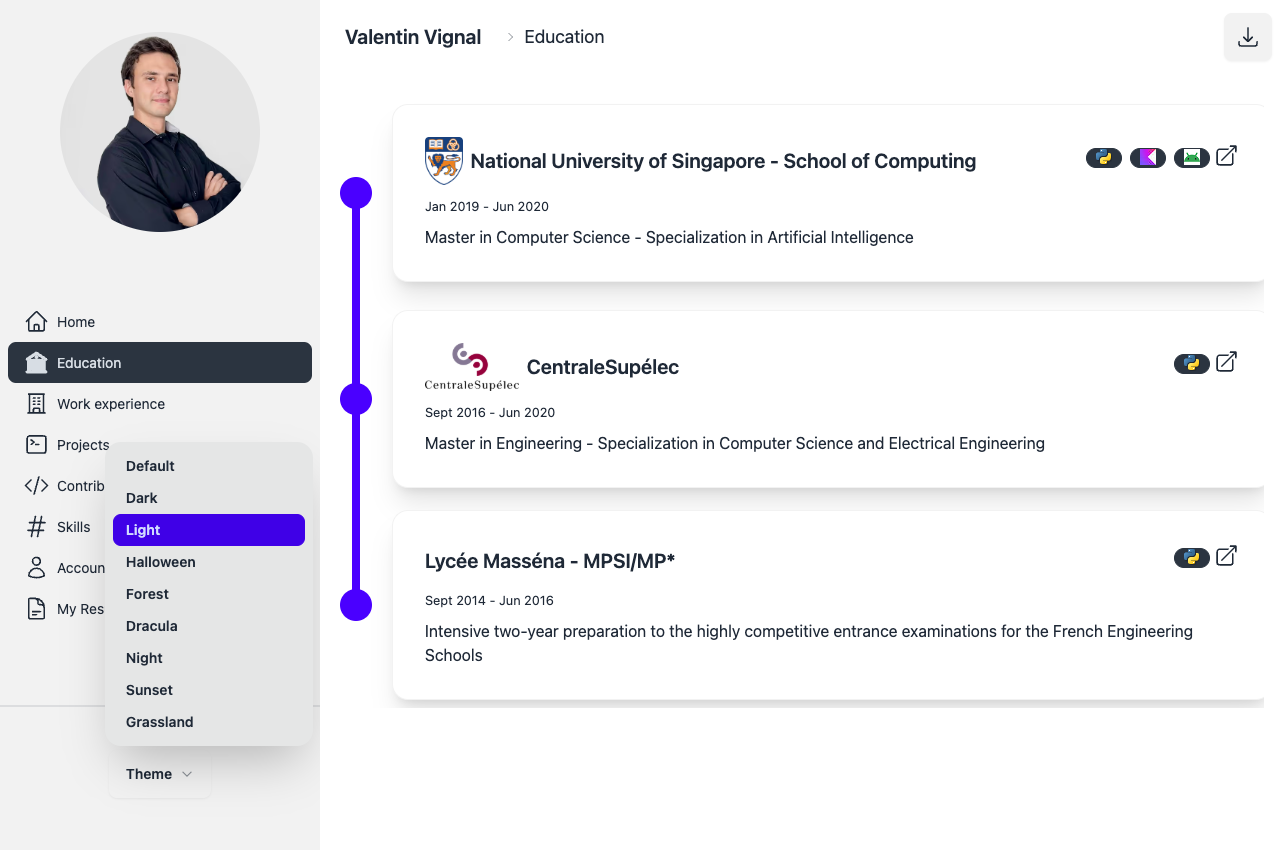 Valentin Vignal
Education
Home
Education
Work experience
Projects
Contrib
Skills
Accoun
My Res
Default
Dark
Light
Halloween
Forest
Dracula
Night
Sunset
Grassland
Theme
National University of Singapore - School of Computing
Jan 2019 - Jun 2020
Master in Computer Science - Specialization in Artificial Intelligence
CentraleSupélec
CentraleSupélec
Sept 2016 - Jun 2020
Master in Engineering - Specialization in Computer Science and Electrical Engineering
Lycée Masséna - MPSI/MP*
Sept 2014 - Jun 2016
Intensive two-year preparation to the highly competitive entrance examinations for the French Engineering
Schools